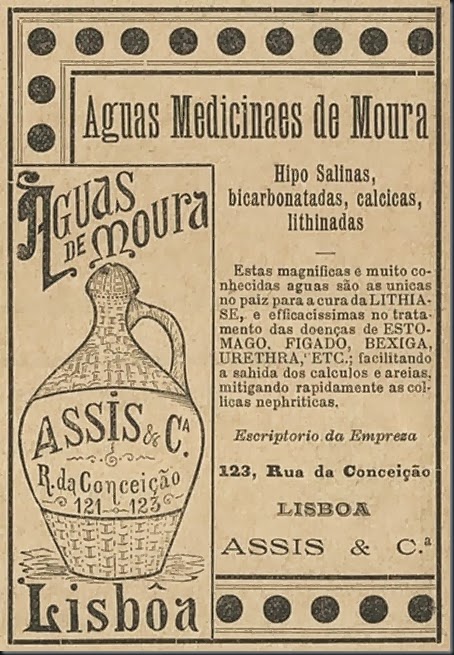 Aguas Medicinaes de Moura
Hipo Salinas,
bicarbonatadas, calcicas,
lithinadas
Estas magnificas e muito co-
nhecidas aguas são as unicas
no paiz para a cura da LITHIA-
SE, e efficacissimas no trata-
mento das doenças de ESTO-
MAGO, FIGADO, BEXIGA,
URETHRA, ETC.; facilitando
a sahida dos calculos e areias,
mitigando rapidamente as col-
licas nephriticas.
Escriptorio da Empreza
123, Rua da Conceição
LISBOA
ASSIS & C.ª
AGUAS
DE MOURA
ASSIS & C.ª
R. da Conceição
121-123
Lisbôa